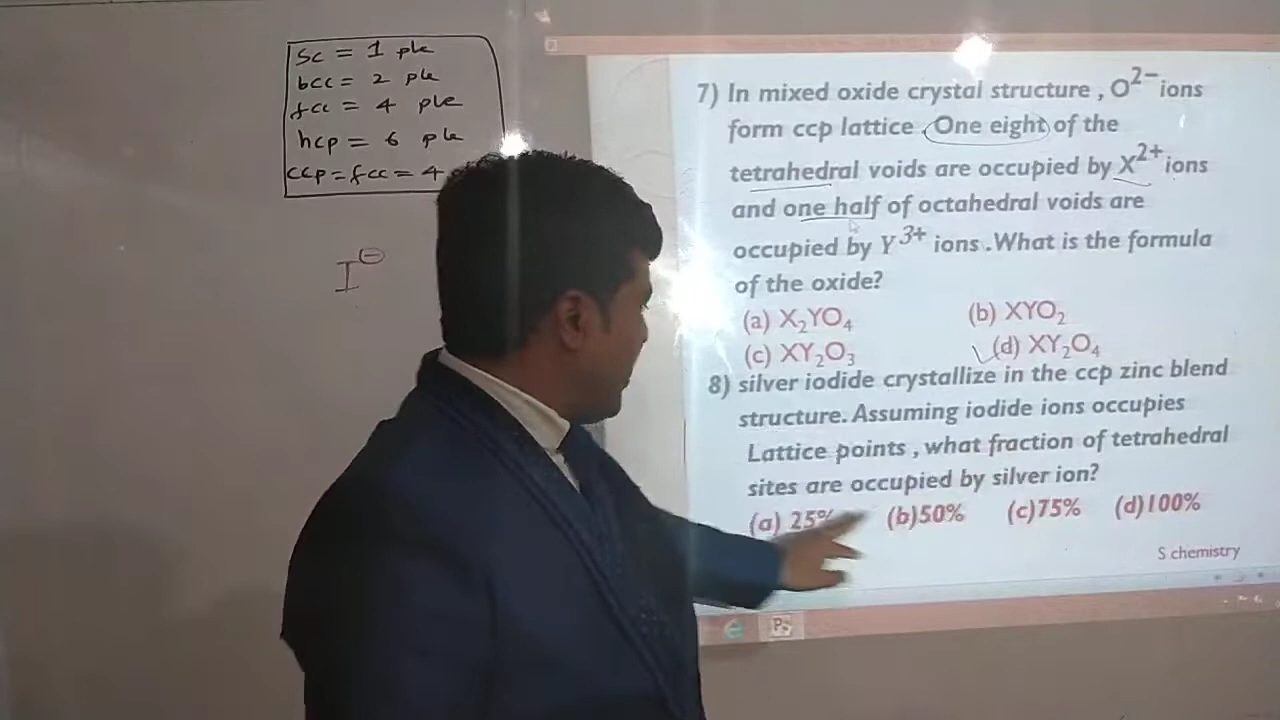 SC = 1 ple
bcc = 2 ple
fcc = 4 ple
hcp = 6 ple
ccp = fcc = 4
I⊖
7) In mixed oxide crystal structure , O²⁻ ions
form ccp lattice . One eight of the
tetrahedral voids are occupied by X²⁺ ions
and one half of octahedral voids are
occupied by Y³⁺ ions .What is the formula
of the oxide?
(a) X₂YO₄ (b) XYO₂
(c) XY₂O₃ (d) XY₂O₄
8) silver iodide crystallize in the ccp zinc blend
structure. Assuming iodide ions occupies
Lattice points , what fraction of tetrahedral
sites are occupied by silver ion?
(a) 25% (b)50% (c)75% (d)100%
S chemistry